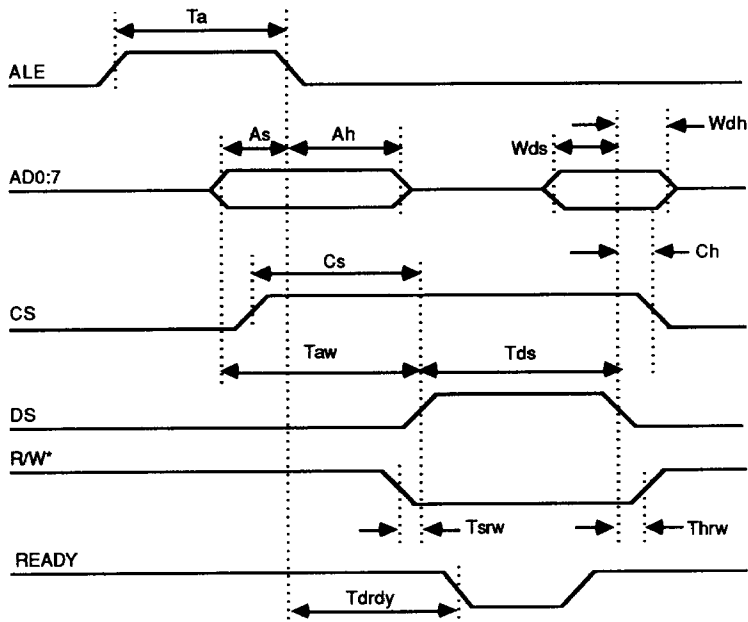 Ta
ALE
As
Ah
Wdh
Wds
AD0:7
Cs
Ch
CS
Taw
Tds
DS
R/W*
Tsrw
Thrw
READY
Tdrdy